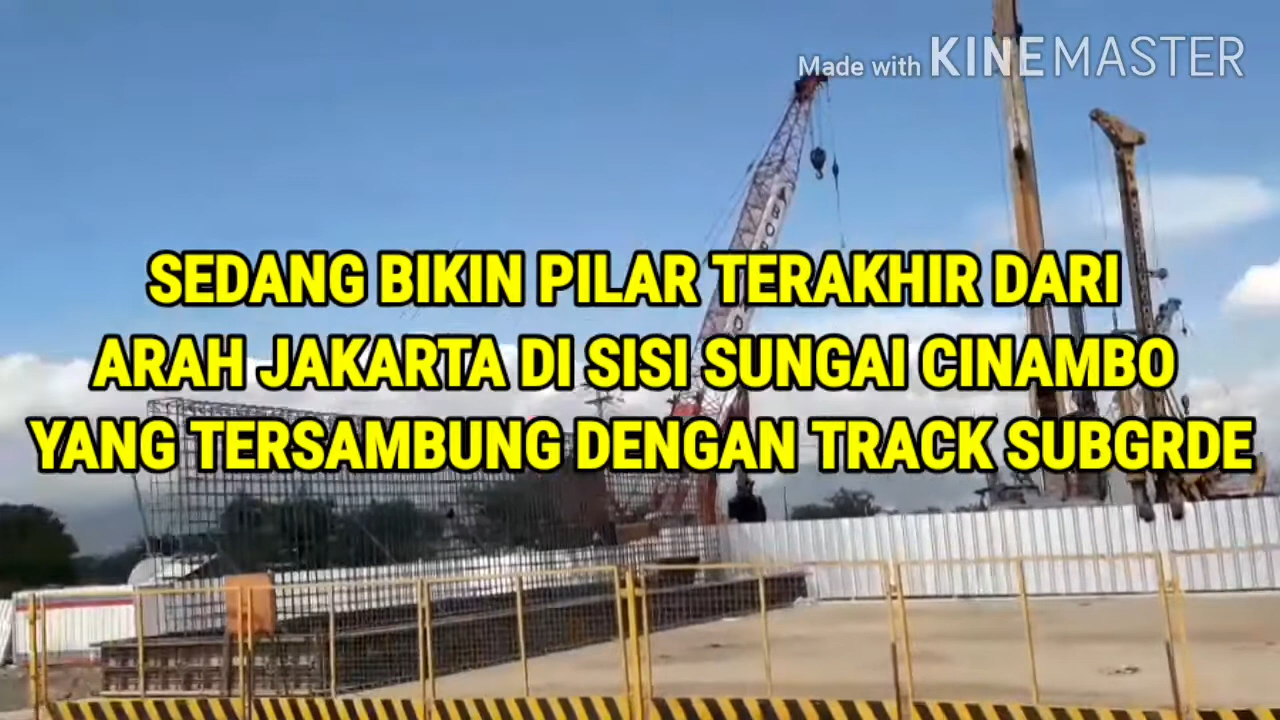 Made with KINEMASTER
SEDANG BIKIN PILAR TERAKHIR DARI
ARAH JAKARTA DI SISI SUNGAI CINAMBO
YANG TERSAMBUNG DENGAN TRACK SUBGRDE